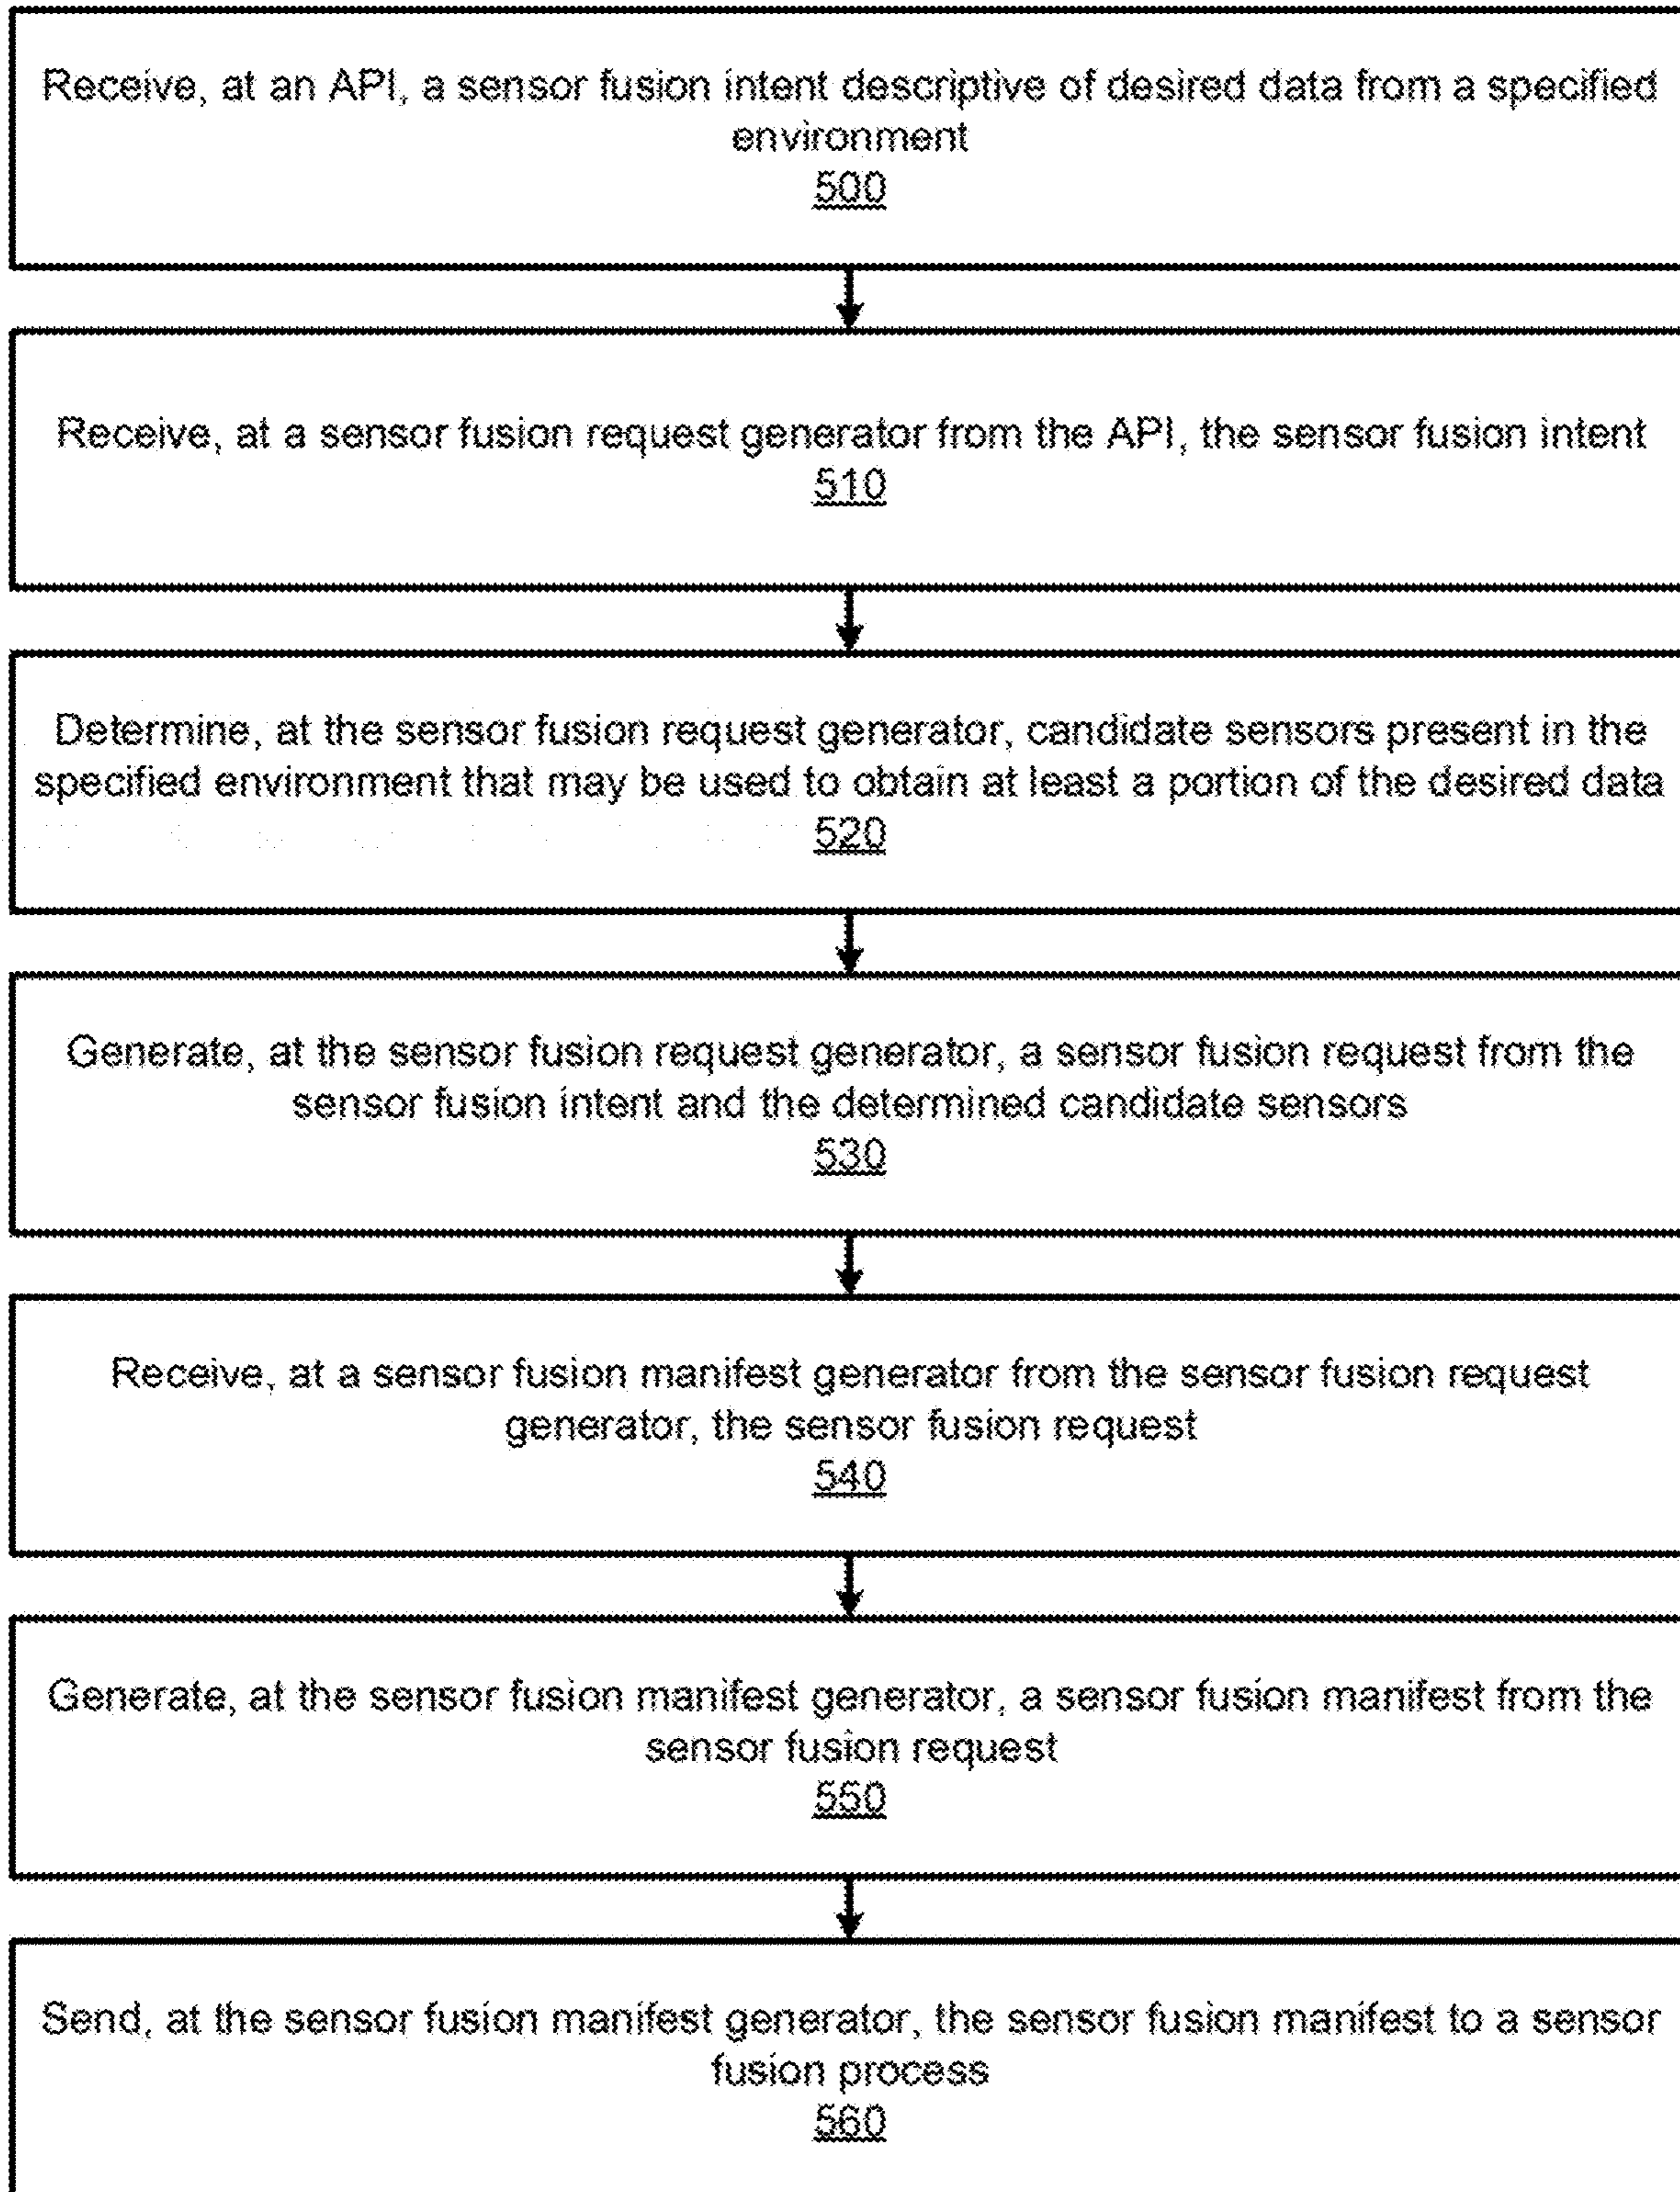 Receive, at an API, a sensor fusion intent descriptive of desired data from a specified
environment
500
Receive, at a sensor fusion request generator from the API, the sensor fusion intent
510
Determine, at the sensor fusion request generator, candidate sensors present in the
specified environment that may be used to obtain at least a portion of the desired data
520
Generate, at the sensor fusion request generator, a sensor fusion request from the
sensor fusion intent and the determined candidate sensors
530
Receive, at a sensor fusion manifest generator from the sensor fusion request
generator, the sensor fusion request
540
Generate, at the sensor fusion manifest generator, a sensor fusion manifest from the
sensor fusion request
550
Send, at the sensor fusion manifest generator, the sensor fusion manifest to a sensor
fusion process
560